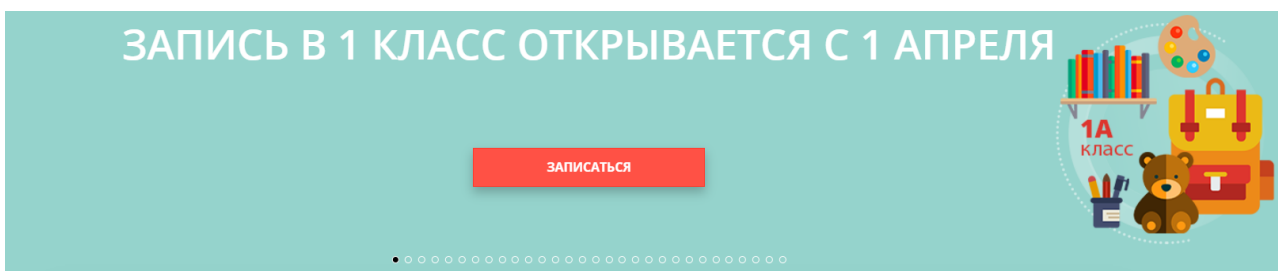 ЗАПИСЬ В 1 КЛАСС ОТКРЫВАЕТСЯ С 1 АПРЕЛЯ
1А
класс
ЗАПИСАТЬСЯ